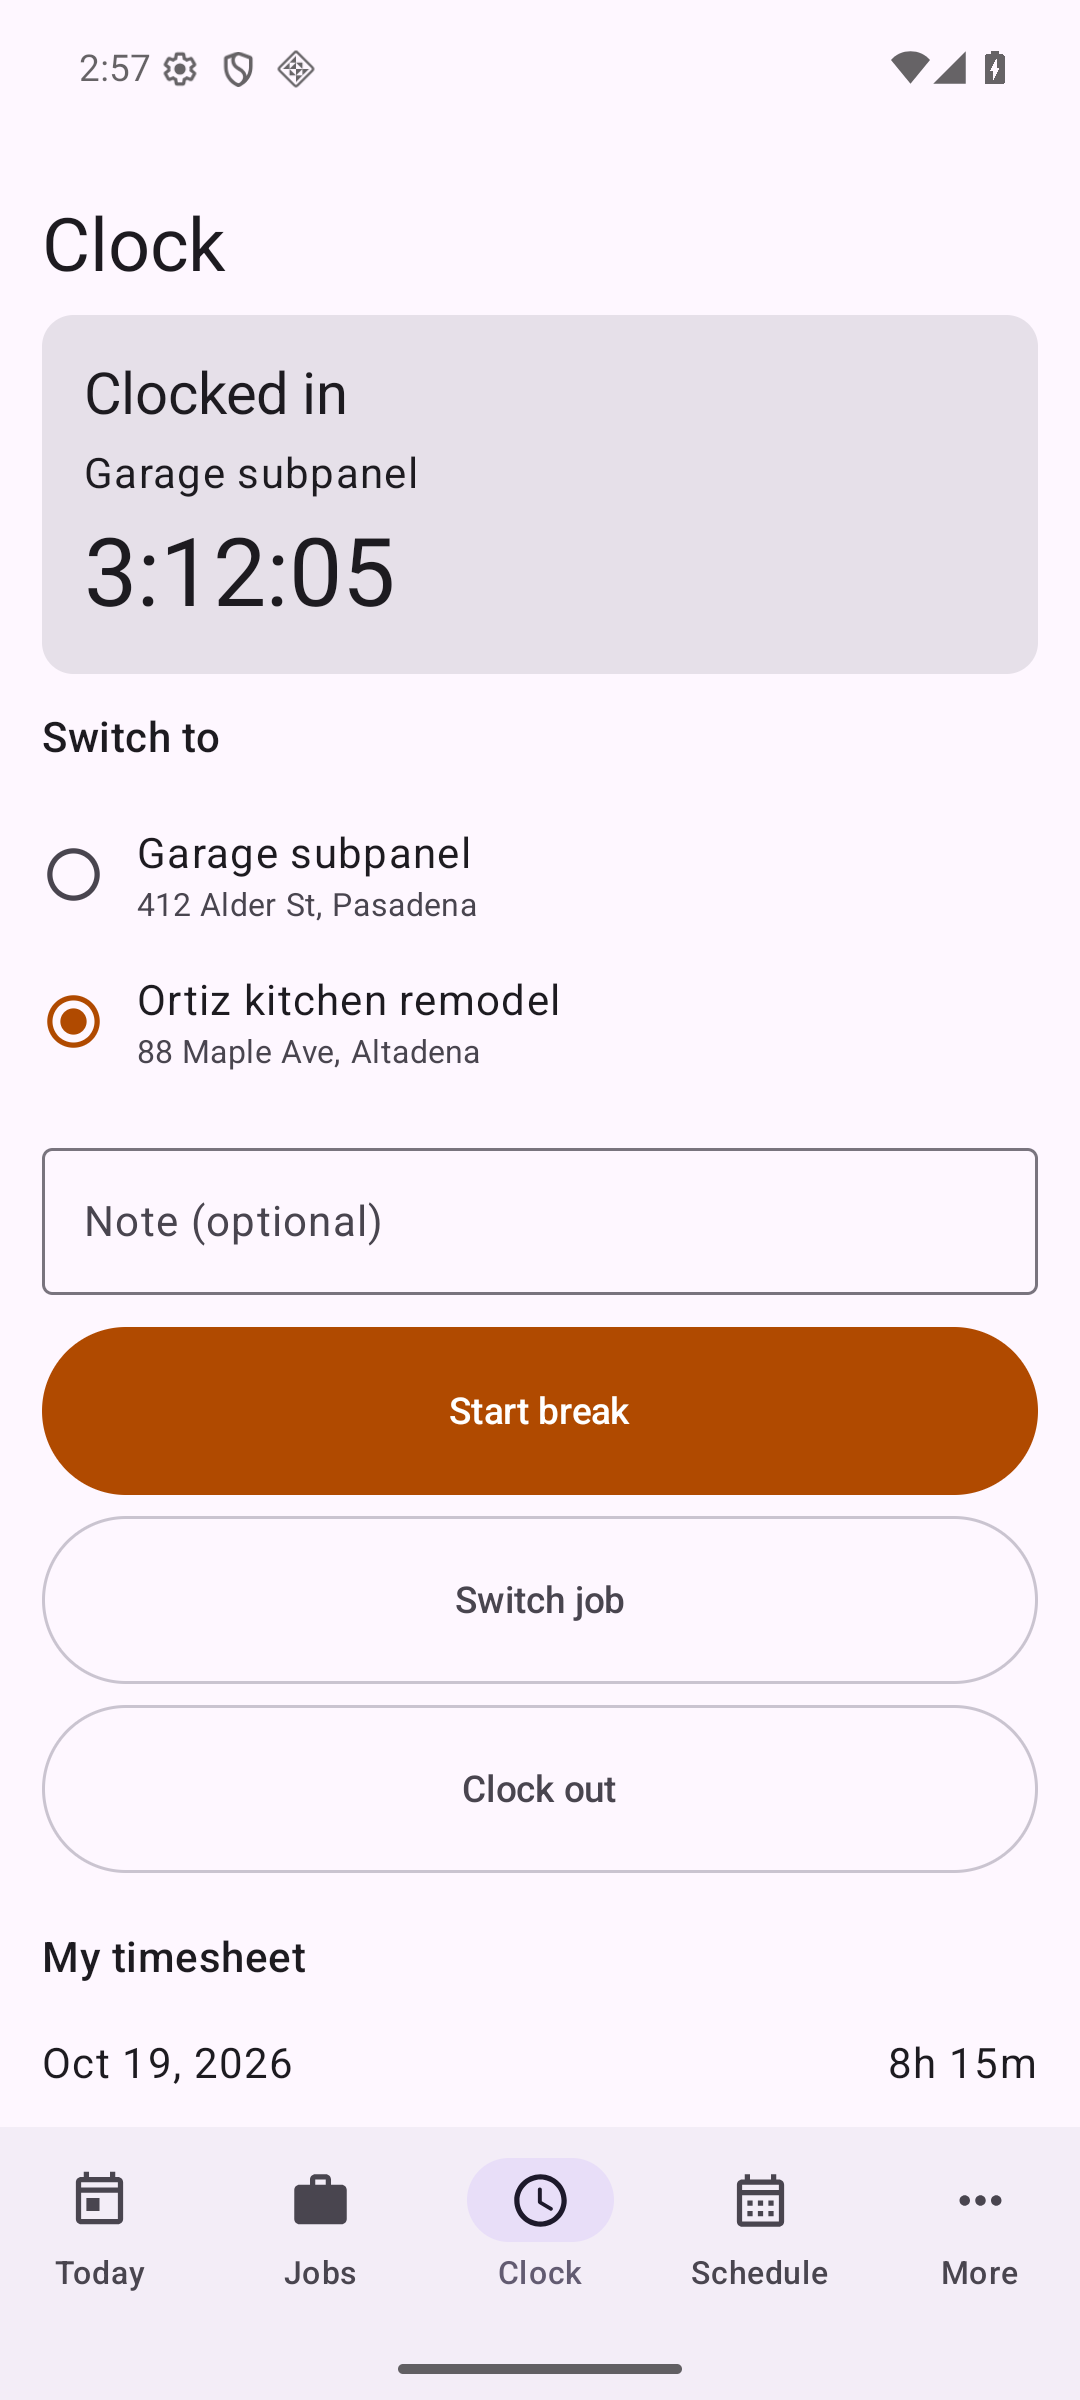 2:57
Clock
Clocked in
Garage subpanel
3:12:05
Switch to
Garage subpanel
412 Alder St, Pasadena
Ortiz kitchen remodel
88 Maple Ave, Altadena
Note (optional)
Start break
Switch job
Clock out
My timesheet
Oct 19, 2026 8h 15m
Today Jobs Clock Schedule More